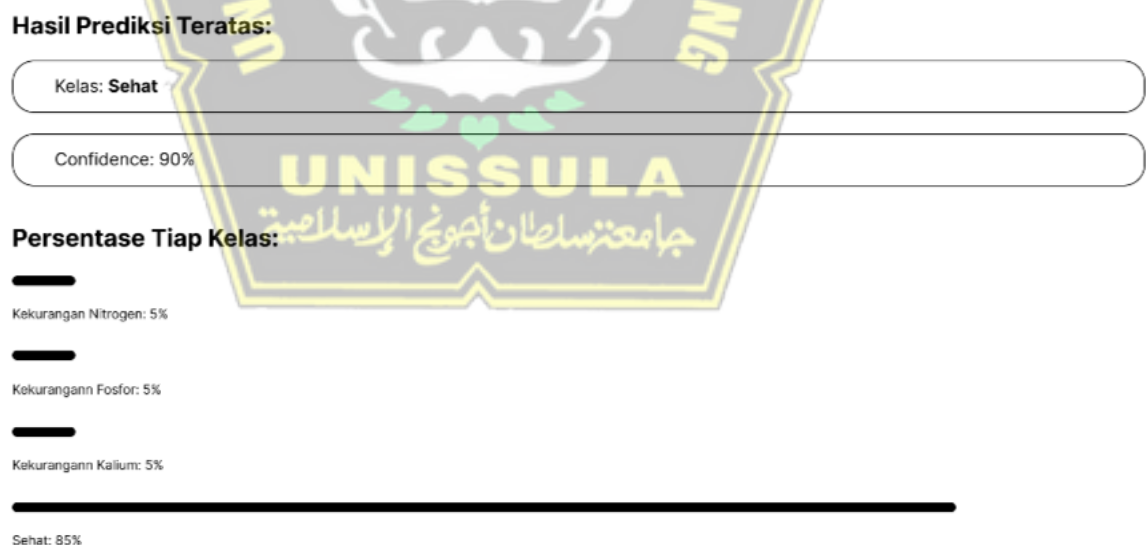 Hasil Prediksi Teratas:
Kelas: Sehat
Confidence: 90%
UNISSULA
جامعة سلطان أجونج الإسلامية
Persentase Tiap Kelas:
Kekurangan Nitrogen: 5%
Kekurangann Fosfor: 5%
Kekurangann Kalium: 5%
Sehat: 85%